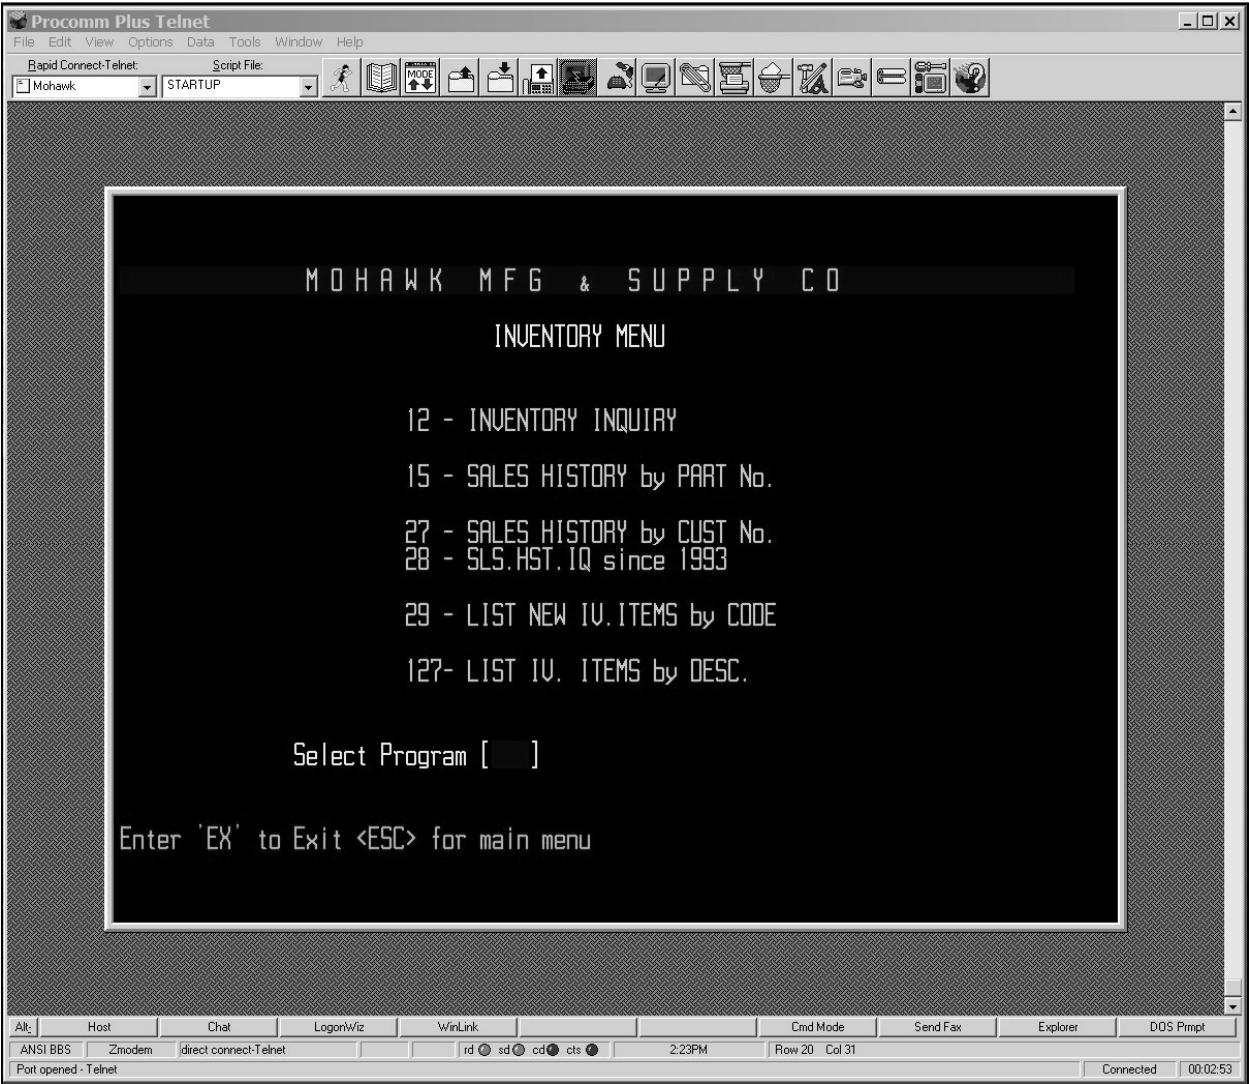 Procomm Plus Telnet
File Edit View Options Data Tools Window Help
Rapid Connect-Telnet: Script File:
Mohawk STARTUP
MODE
MOHAWK MFG & SUPPLY CO
INVENTORY MENU
12 - INVENTORY INQUIRY
15 - SALES HISTORY by PART No.
27 - SALES HISTORY by CUST No.
28 - SLS.HST.IQ since 1993
29 - LIST NEW IV.ITEMS by CODE
127- LIST IV. ITEMS by DESC.
Select Program [ ]
Enter 'EX' to Exit <ESC> for main menu
Alt: Host Chat LogonWiz WinLink Cmd Mode Send Fax Explorer DOS Prmpt
ANSI BBS Zmodem direct connect-Telnet rd sd cd cts 2:23PM Row 20 Col 31
Port opened - Telnet Connected 00:02:53